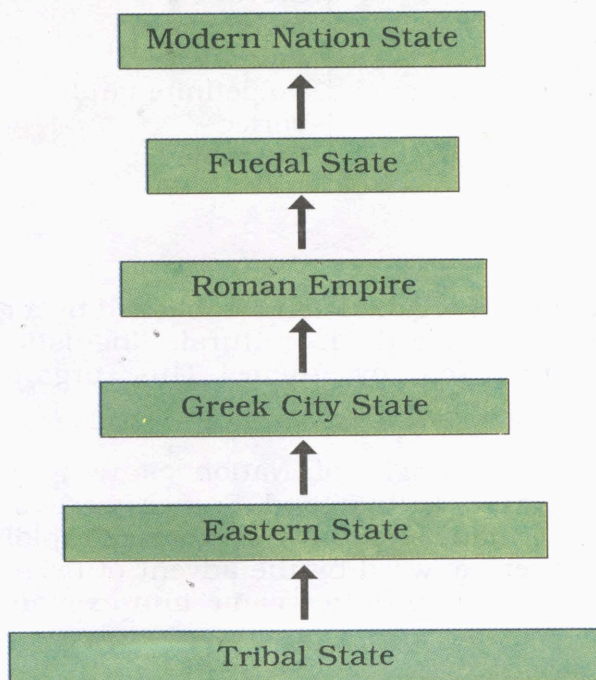 Modern Nation State
Fuedal State
Roman Empire
Greek City State
Eastern State
Tribal State